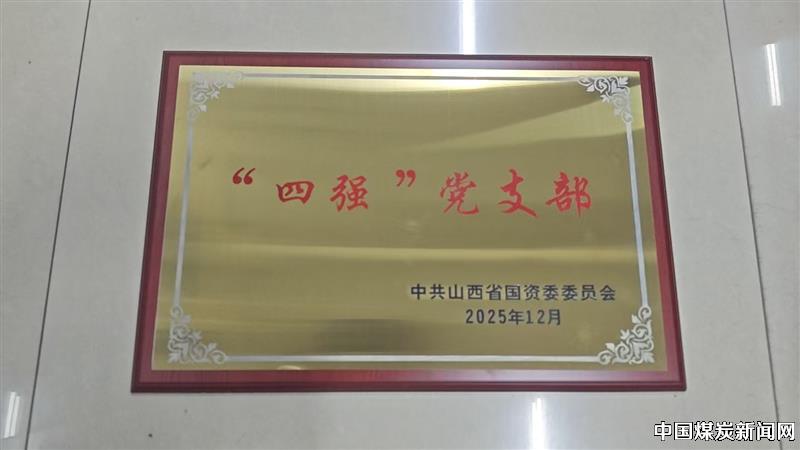 “四强”党支部
中共山西省国资委委员会
2025年12月
中国煤炭新闻网